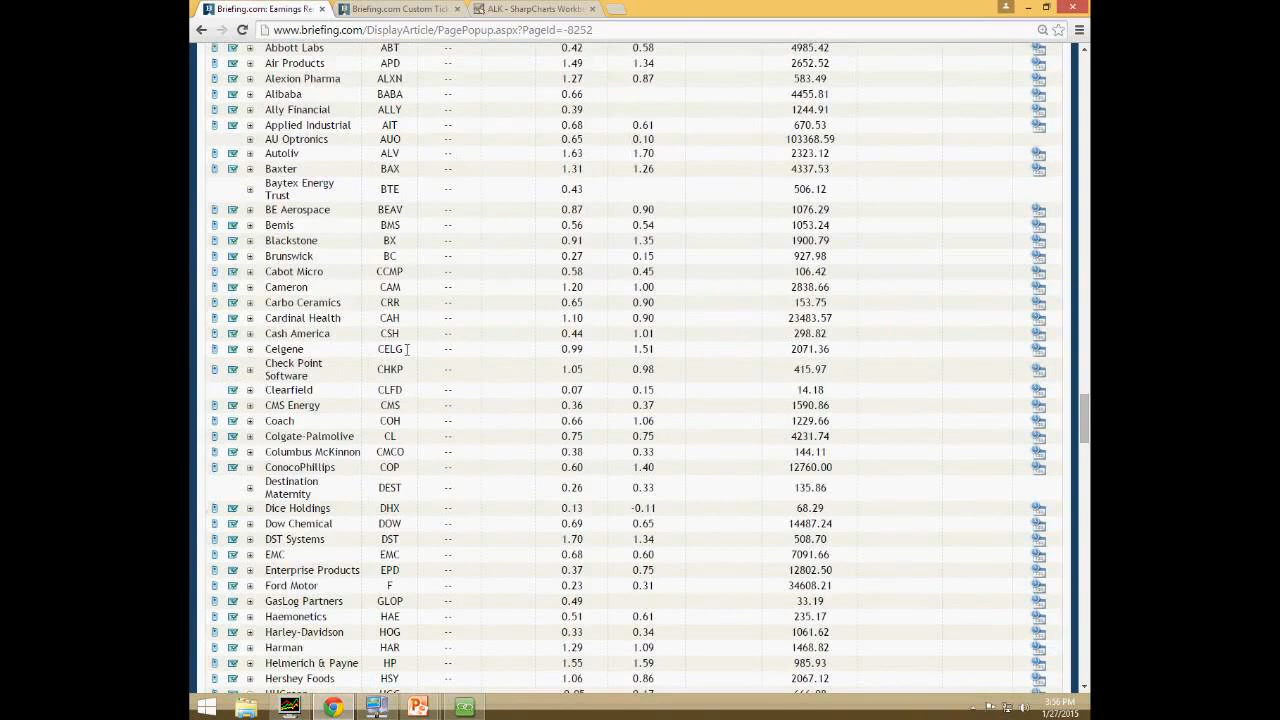 Briefing.com: Earnings Re
Briefing.com Custom Tick
ALK - SharpCharts Workbe
www.briefing.com/DisplayArticle/PagePopup.aspx?PageId=-8252
Abbott Labs ABT -- 0.42 0.58 4985.42
Air Products APD -- 1.49 1.34 2652.52
Alexion Pharm ALXN -- 1.27 0.87 583.49
Alibaba BABA -- 0.66 4455.81
Ally Financial ALLY -- 0.39 1244.91
Applied Industrial AIT -- 0.68 0.61 670.53
AU Optronics AUO -- 0.65 0.10 103368.59
Autoliv ALV -- 1.63 1.70 2323.12
Baxter BAX -- 1.31 1.26 4337.53
Baytex Energy
Trust BTE -- 0.43 506.12
BE Aerospace BEAV -- 0.87 0.90 1076.29
Bemis BMS -- 0.56 0.54 1053.24
Blackstone BX -- 0.91 1.35 1900.79
Brunswick BC -- 0.27 0.15 927.98
Cabot Micro CCMP -- 0.58 0.45 106.42
Cameron CAM -- 1.20 1.00 2838.66
Carbo Ceramics CRR -- 0.65 0.90 153.75
Cardinal Health CAH -- 1.10 0.90 23483.57
Cash America CSH -- 0.44 1.01 298.82
Celgene CELG -- 0.99 1.51 2071.36
Check Point
Software CHKP -- 1.05 0.98 415.97
Clearfield CLFD -- 0.07 0.15 14.18
CMS Energy CMS -- 0.36 0.37 1590.86
Coach COH -- 0.66 1.06 1229.66
Colgate-Palmolive CL -- 0.75 0.75 4231.74
Columbus McKinnon CMCO -- 0.38 0.33 144.11
ConocoPhillips COP -- 0.60 1.40 12760.00
Destination
Maternity DEST -- 0.26 0.33 135.86
Dice Holdings DHX -- 0.13 -0.11 68.29
Dow Chemical DOW -- 0.69 0.65 14487.24
DST Systems DST -- 1.70 1.34 508.70
EMC EMC -- 0.68 0.60 7091.66
Enterprise Products EPD -- 0.37 0.75 12802.50
Ford Motor F -- 0.23 0.31 34608.21
GasLog Partners GLOP -- 0.49 33.19
Haemonetics HAE -- 0.51 0.61 235.17
Harley-Davidson HOG -- 0.33 0.34 1061.62
Harman HAR -- 1.29 1.09 1468.82
Helmerich & Payne HP -- 1.55 1.59 985.93
Hershey Foods HSY -- 1.06 0.86 2067.12
3:56 PM
1/27/2015